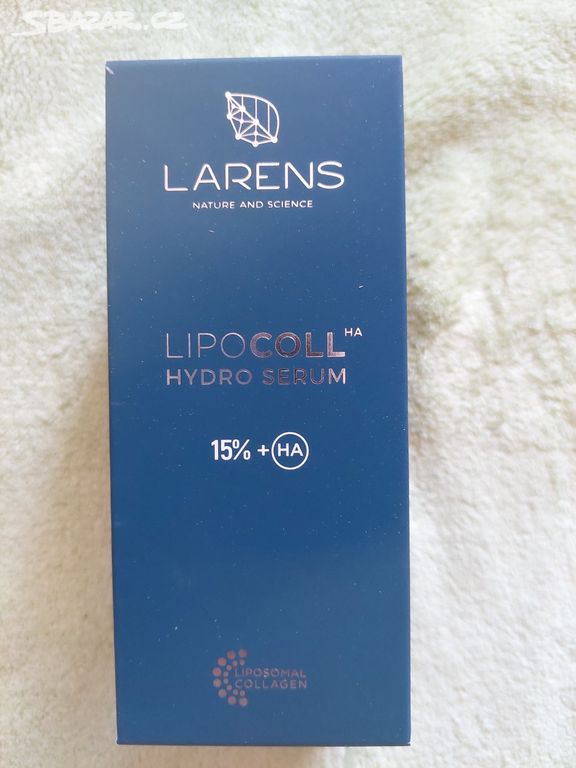 SBAZAR.CZ
LARENS
NATURE AND SCIENCE
LIPOCOLL HA
HYDRO SERUM
15% + HA
LIPOSOMAL
COLLAGEN